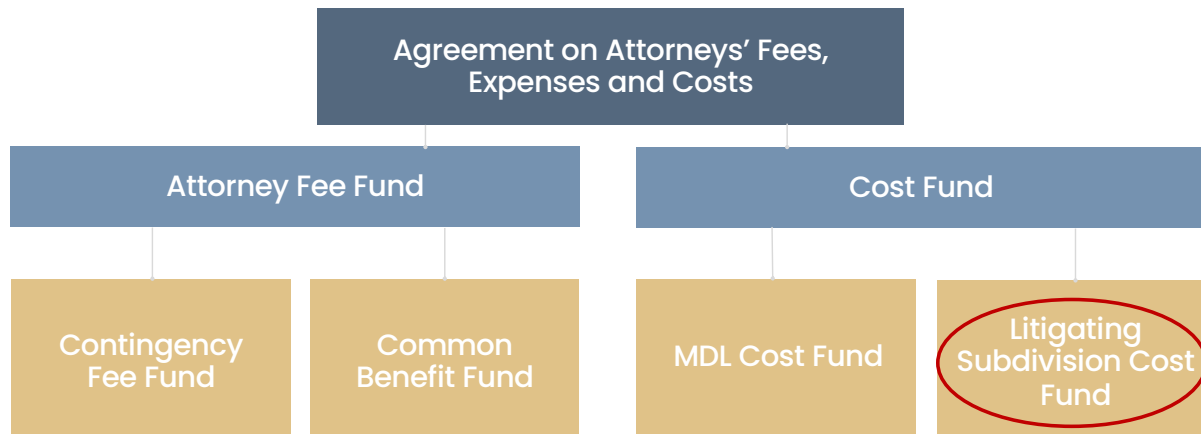 Agreement on Attorneys’ Fees,
Expenses and Costs
Attorney Fee Fund
Cost Fund
Contingency
Fee Fund
Common
Benefit Fund
MDL Cost Fund
Litigating
Subdivision Cost
Fund